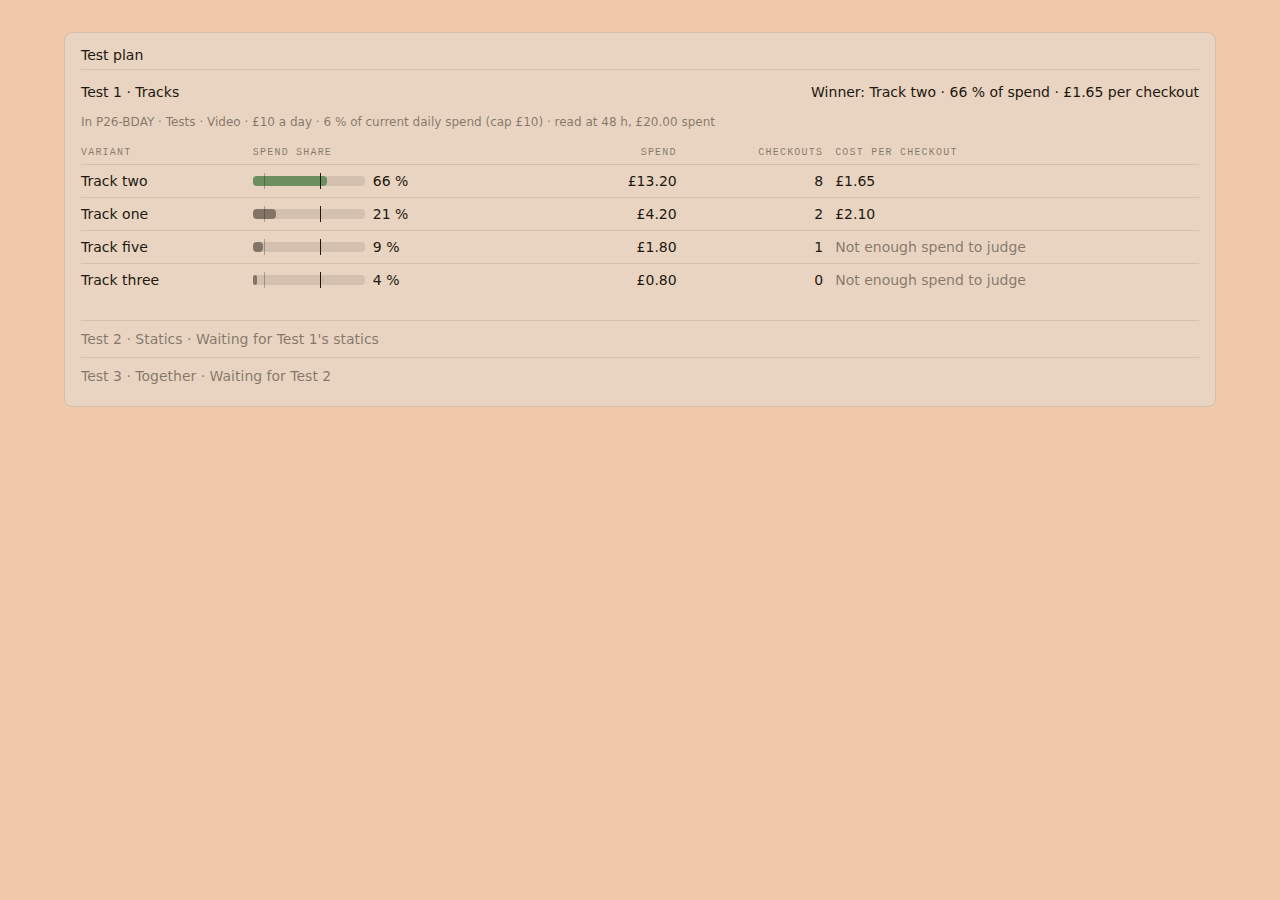 Test plan
Test 1 · Tracks Winner: Track two · 66 % of spend · £1.65 per checkout
In P26-BDAY · Tests · Video · £10 a day · 6 % of current daily spend (cap £10) · read at 48 h, £20.00 spent
VARIANT SPEND SHARE SPEND CHECKOUTS COST PER CHECKOUT
Track two 66 % £13.20 8 £1.65
Track one 21 % £4.20 2 £2.10
Track five 9 % £1.80 1 Not enough spend to judge
Track three 4 % £0.80 0 Not enough spend to judge
Test 2 · Statics · Waiting for Test 1's statics
Test 3 · Together · Waiting for Test 2